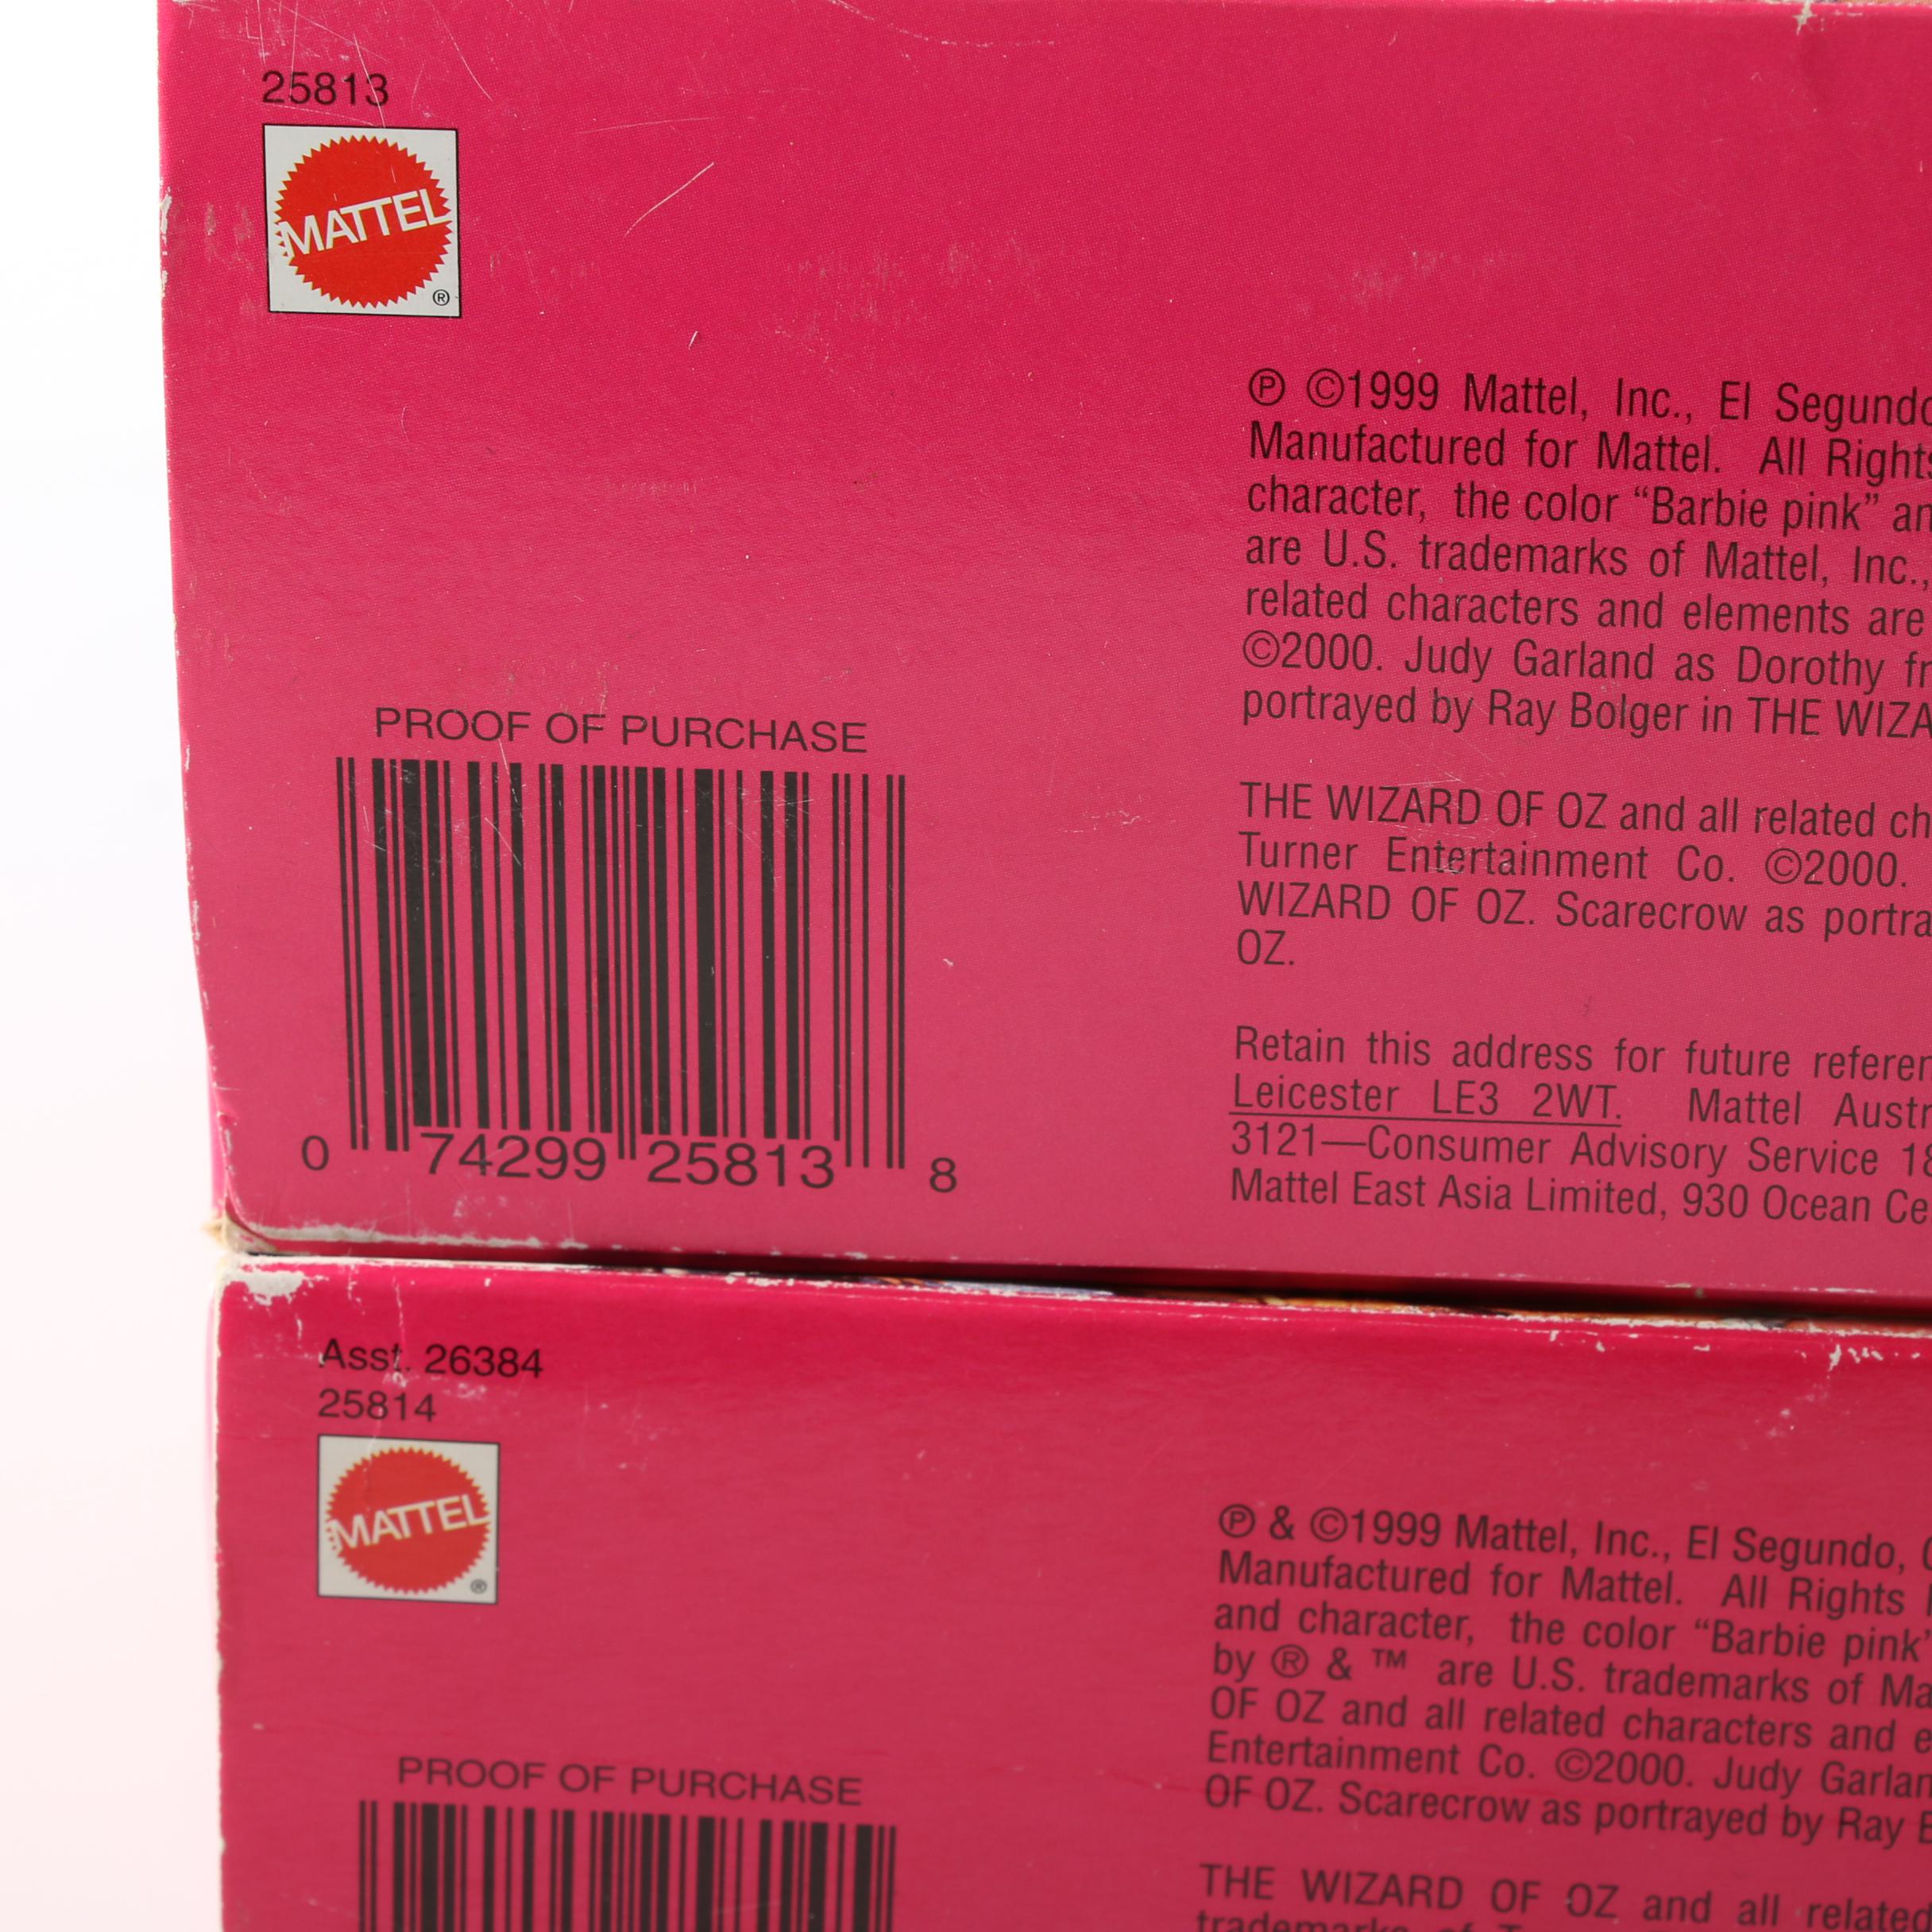 25813
MATTEL
®
℗ ©1999 Mattel, Inc., El Segundo
Manufactured for Mattel. All Rights
character, the color “Barbie pink” an
are U.S. trademarks of Mattel, Inc.,
related characters and elements are
©2000. Judy Garland as Dorothy fr
portrayed by Ray Bolger in THE WIZA
THE WIZARD OF OZ and all related ch
Turner Entertainment Co. ©2000.
WIZARD OF OZ. Scarecrow as portra
OZ.
Retain this address for future referen
Leicester LE3 2WT. Mattel Austr
3121—Consumer Advisory Service 18
Mattel East Asia Limited, 930 Ocean Ce
PROOF OF PURCHASE
0 74299 25813 8
Asst. 26384
25814
MATTEL
®
℗ & ©1999 Mattel, Inc., El Segundo, C
Manufactured for Mattel. All Rights
and character, the color “Barbie pink”
by ® & ™ are U.S. trademarks of Ma
OF OZ and all related characters and e
Entertainment Co. ©2000. Judy Garlan
OF OZ. Scarecrow as portrayed by Ray B
THE WIZARD OF OZ and all related
trademarks of T
PROOF OF PURCHASE